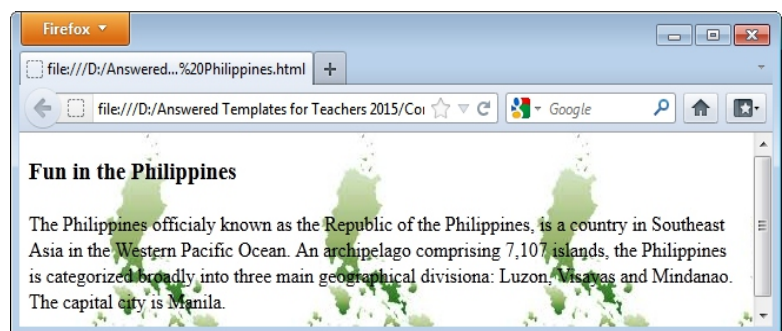 Firefox
file:///D:/Answered...%20Philippines.html
file:///D:/Answered Templates for Teachers 2015/Coi
Google
Fun in the Philippines
The Philippines officialy known as the Republic of the Philippines, is a country in Southeast
Asia in the Western Pacific Ocean. An archipelago comprising 7,107 islands, the Philippines
is categorized broadly into three main geographical divisiona: Luzon, Visayas and Mindanao.
The capital city is Manila.